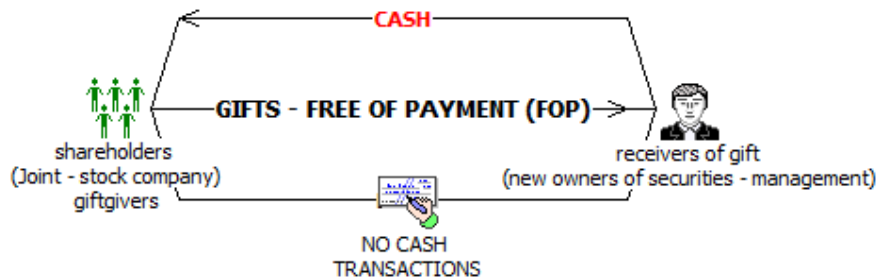 CASH
GIFTS - FREE OF PAYMENT (FOP)
shareholders
(Joint - stock company)
giftgivers
receivers of gift
(new owners of securities - management)
NO CASH
TRANSACTIONS